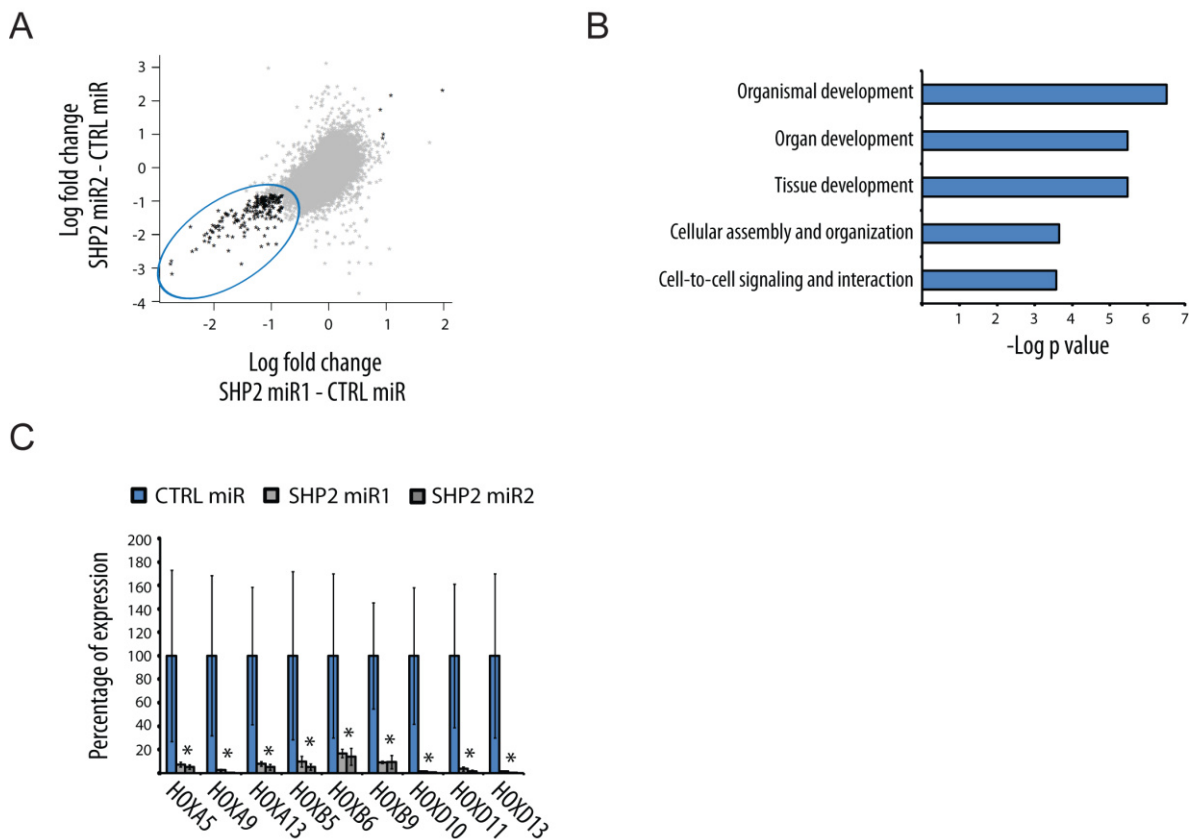 A
Log fold change
SHP2 miR2 - CTRL miR
3
2
1
0
-1
-2
-3
-4
-2
-1
0
1
2
Log fold change
SHP2 miR1 - CTRL miR
B
Organismal development
Organ development
Tissue development
Cellular assembly and organization
Cell-to-cell signaling and interaction
1 2 3 4 5 6 7
-Log p value
C
CTRL miR SHP2 miR1 SHP2 miR2
Percentage of expression
200
180
160
140
120
100
80
60
40
20
* * * * * * * * *
HOXA5
HOXA9
HOXA13
HOXB5
HOXB6
HOXB9
HOXD10
HOXD11
HOXD13